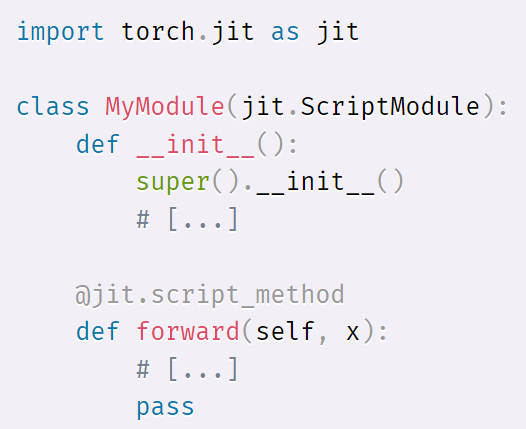 import torch.jit as jit
class MyModule(jit.ScriptModule):
    def __init__():
        super().__init__()
        # [...]
    @jit.script_method
    def forward(self, x):
        # [...]
        pass